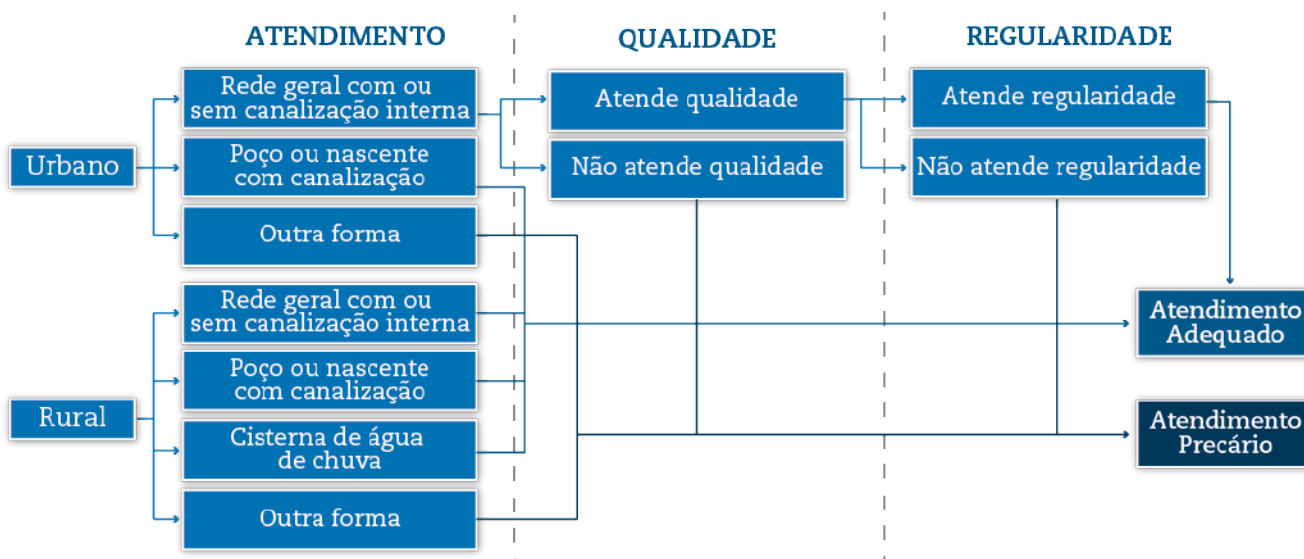 ATENDIMENTO
QUALIDADE
REGULARIDADE
Urbano
Rede geral com ou
sem canalização interna
Poço ou nascente
com canalização
Outra forma
Atende qualidade
Não atende qualidade
Atende regularidade
Não atende regularidade
Rural
Rede geral com ou
sem canalização interna
Poço ou nascente
com canalização
Cisterna de água
de chuva
Outra forma
Atendimento
Adequado
Atendimento
Precário